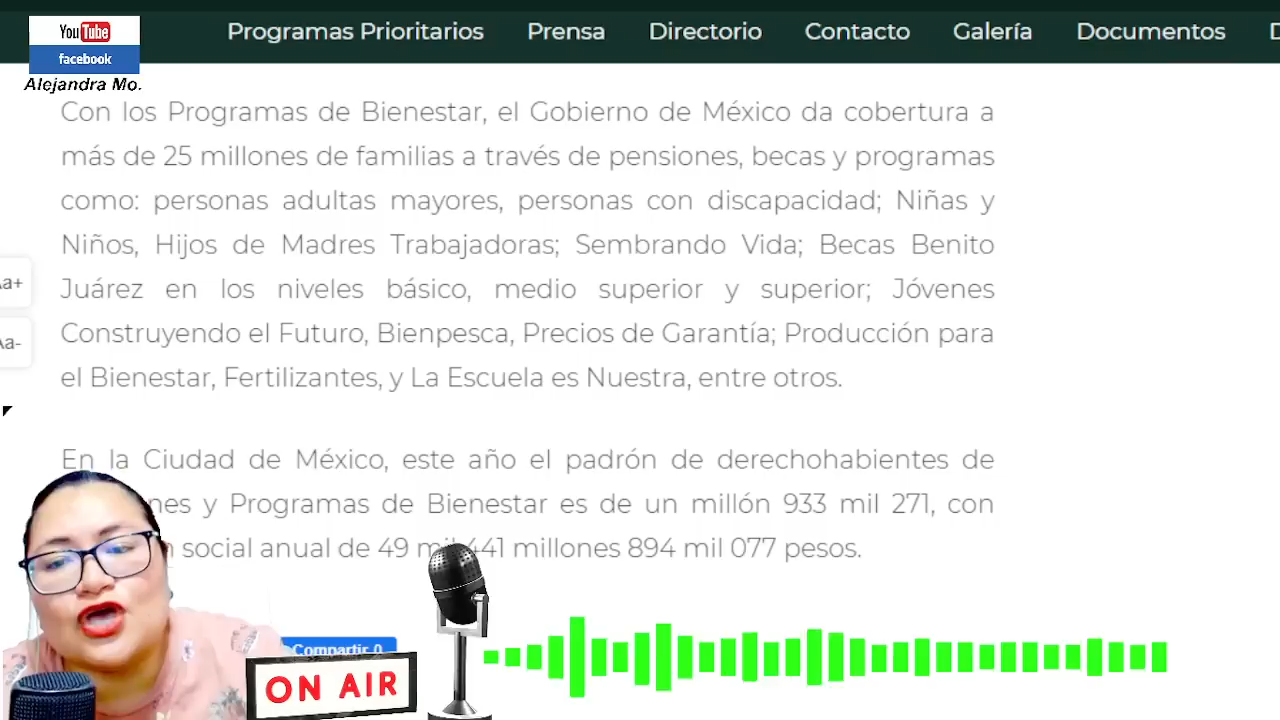 YouTube
facebook
Alejandra Mo.
Programas Prioritarios Prensa Directorio Contacto Galería Documentos
Con los Programas de Bienestar, el Gobierno de México da cobertura a
más de 25 millones de familias a través de pensiones, becas y programas
como: personas adultas mayores, personas con discapacidad; Niñas y
Niños, Hijos de Madres Trabajadoras; Sembrando Vida; Becas Benito
Juárez en los niveles básico, medio superior y superior; Jóvenes
Construyendo el Futuro, Bienpesca, Precios de Garantía; Producción para
el Bienestar, Fertilizantes, y La Escuela es Nuestra, entre otros.
Aa+
Aa-
En la Ciudad de México, este año el padrón de derechohabientes de
nes y Programas de Bienestar es de un millón 933 mil 271, con
social anual de 49 mil 441 millones 894 mil 077 pesos.
Compartir 0
ON AIR